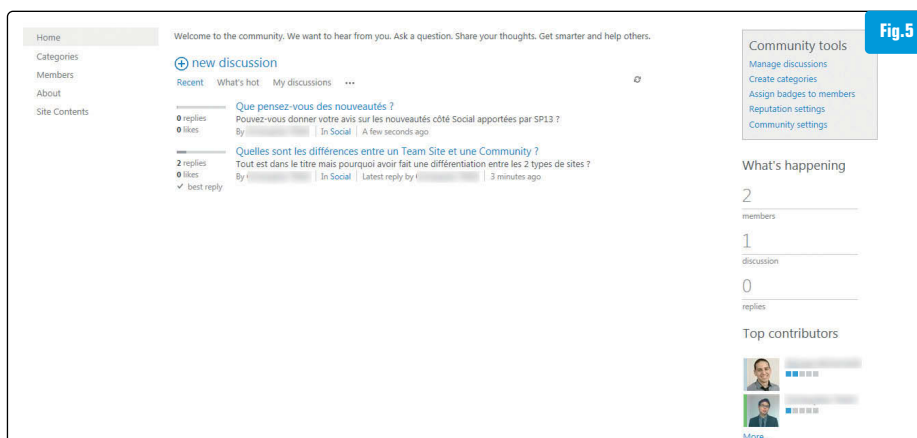 Fig.5
Home
Categories
Members
About
Site Contents
Welcome to the community. We want to hear from you. Ask a question. Share your thoughts. Get smarter and help others.
new discussion
Recent What's hot My discussions •••
Que pensez-vous des nouveautés ?
Pouvez-vous donner votre avis sur les nouveautés côté Social apportées par SP13 ?
0 replies
0 likes
By In Social A few seconds ago
Quelles sont les différences entre un Team Site et une Community ?
Tout est dans le titre mais pourquoi avoir fait une différentiation entre les 2 types de sites ?
2 replies
0 likes
By In Social Latest reply by 3 minutes ago
best reply
Community tools
Manage discussions
Create categories
Assign badges to members
Reputation settings
Community settings
What's happening
2
members
1
discussion
0
replies
Top contributors
More